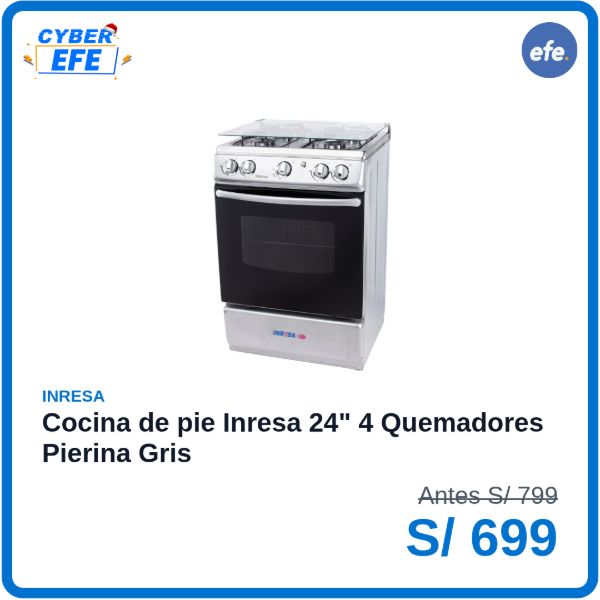 CYBER
EFE
efe.
INRESA
INRESA
Cocina de pie Inresa 24" 4 Quemadores
Pierina Gris
Antes S/ 799
S/ 699